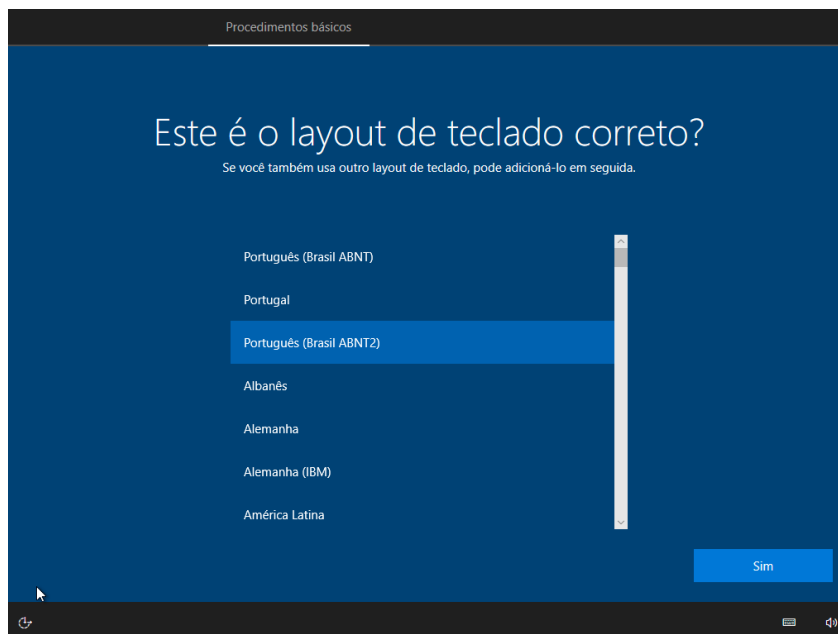 Procedimentos básicos
Este é o layout de teclado correto?
Se você também usa outro layout de teclado, pode adicioná-lo em seguida.
Português (Brasil ABNT)
Portugal
Português (Brasil ABNT2)
Albanês
Alemanha
Alemanha (IBM)
América Latina
Sim